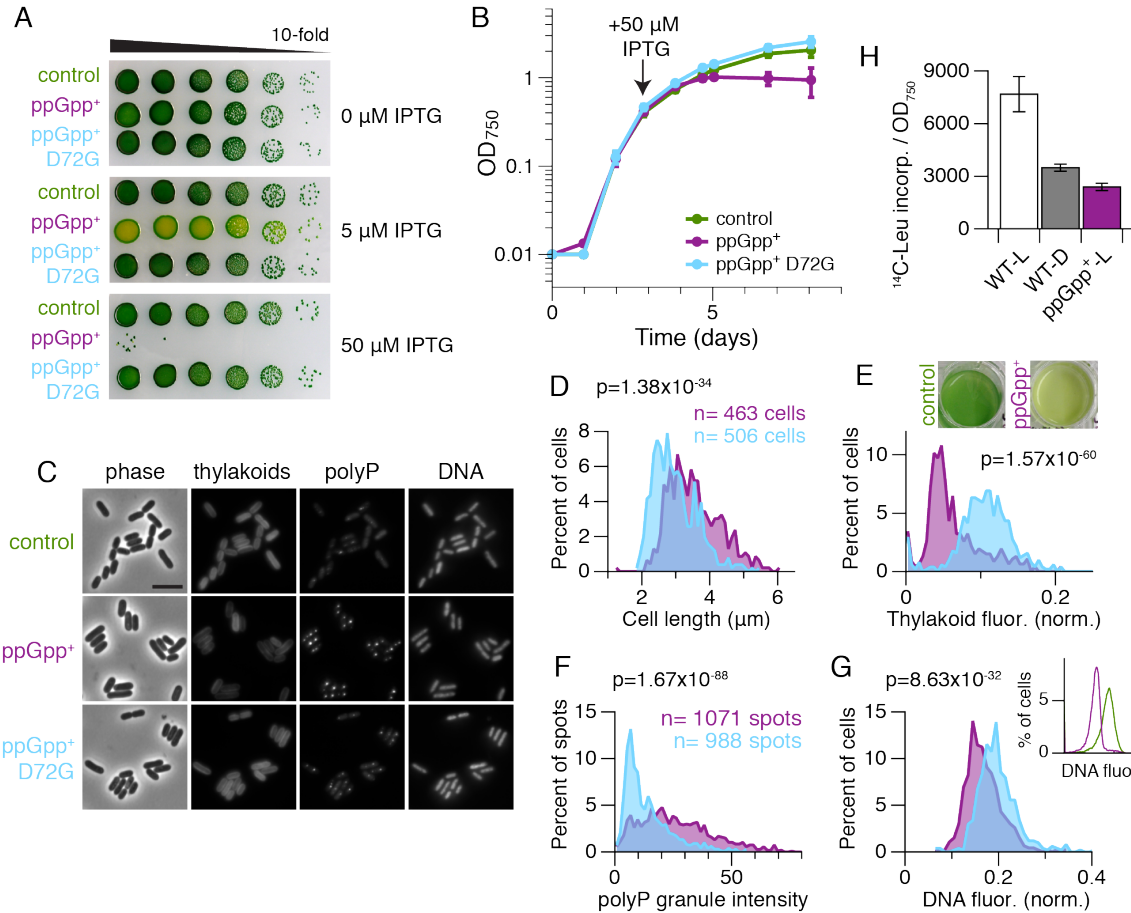 A
10-fold
control
ppGpp⁺
ppGpp⁺
D72G
0 µM IPTG
control
ppGpp⁺
ppGpp⁺
D72G
5 µM IPTG
control
ppGpp⁺
ppGpp⁺
D72G
50 µM IPTG
B
+50 µM
IPTG
OD750
1
0.1
0.01
control
ppGpp⁺
ppGpp⁺ D72G
0
5
Time (days)
H
¹⁴C-Leu incorp. / OD750
9000
6000
3000
0
WT-L
WT-D
ppGpp⁺-L
C
phase
thylakoids
polyP
DNA
control
ppGpp⁺
ppGpp⁺
D72G
D
p=1.38x10⁻³⁴
n= 463 cells
n= 506 cells
Percent of cells
8
6
4
2
0
2
4
6
Cell length (µm)
E
control
ppGpp⁺
p=1.57x10⁻⁶⁰
Percent of cells
10
5
0
0
0.2
Thylakoid fluor. (norm.)
F
p=1.67x10⁻⁸⁸
n= 1071 spots
n= 988 spots
Percent of spots
15
10
5
0
0
50
polyP granule intensity
G
p=8.63x10⁻³²
Percent of cells
15
10
5
0
0
0.2
0.4
DNA fluor. (norm.)
% of cells
5
0
DNA fluo